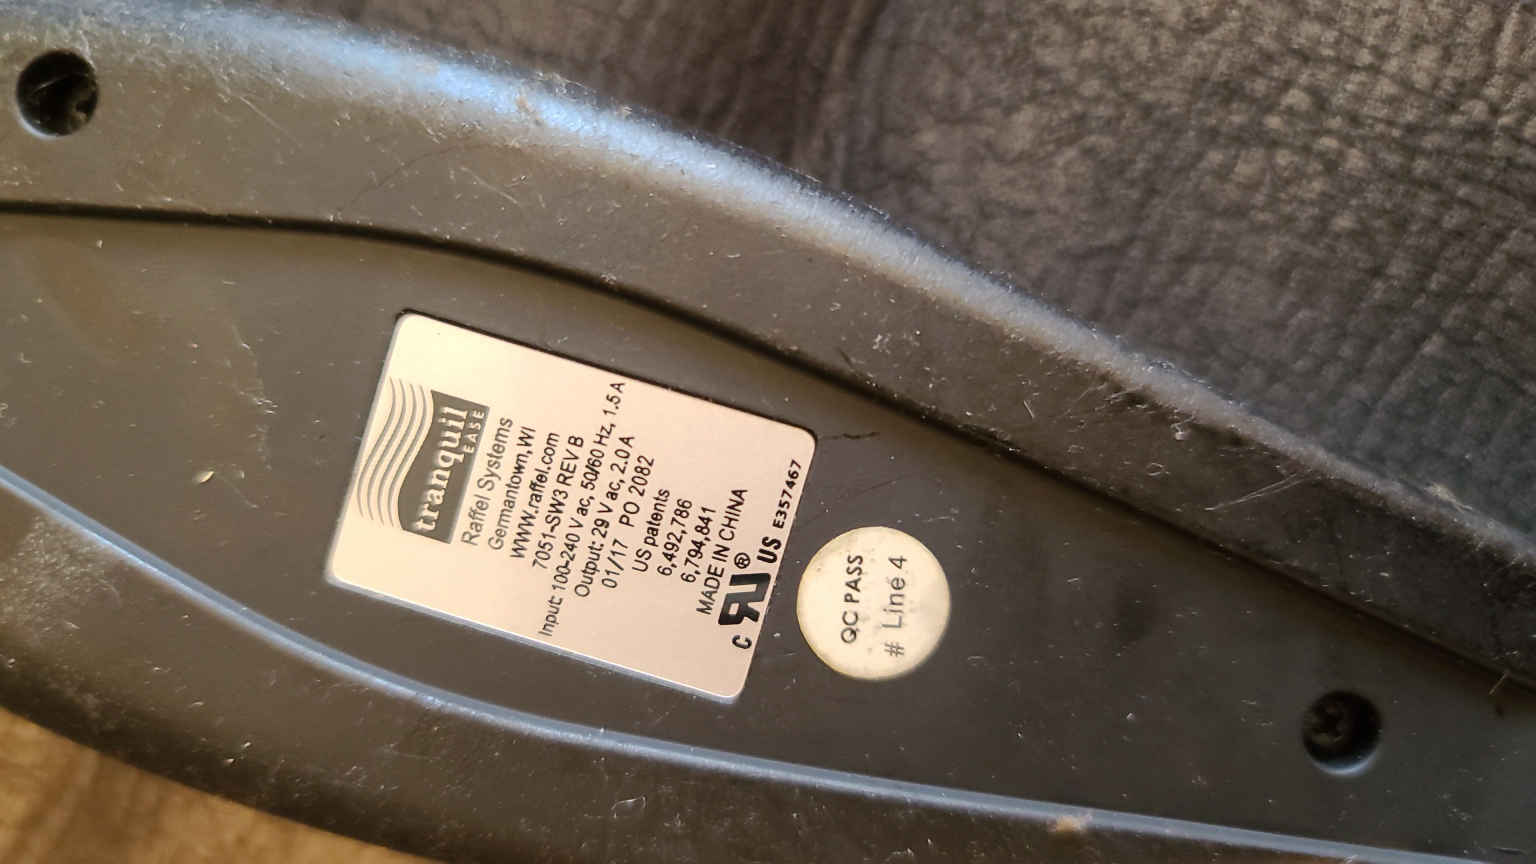 tranquil
EASE
Raffel Systems
Germantown, WI
WWW.raffel.com
7051-SW3 REV B
Input: 100-240 V ac, 50/60 Hz, 1.5 A
Output: 29 V ac, 2.0 A
01/17 PO 2082
US patents
6,492,786
6,794,841
MADE IN CHINA
C RU ® US E357467
QC PASS
# Line 4